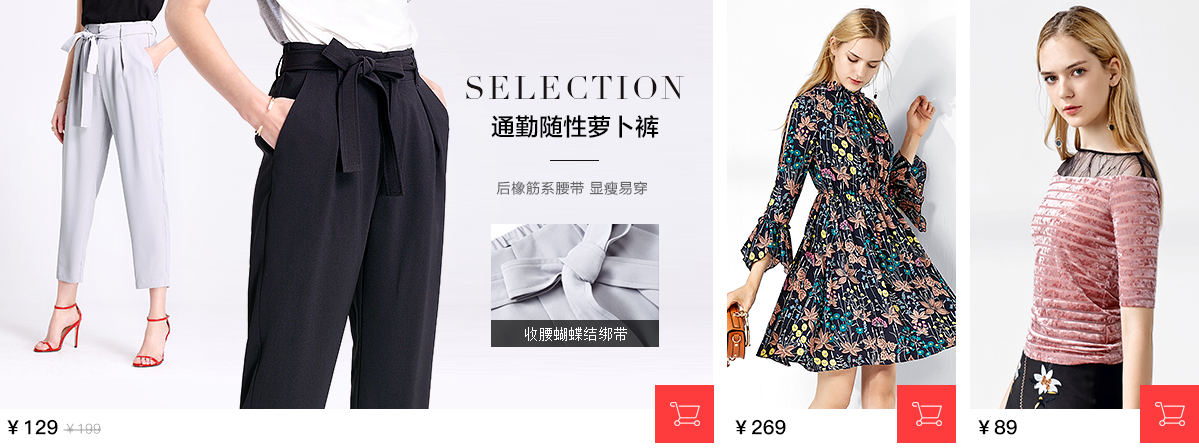 SELECTION
通勤随性萝卜裤
后橡筋系腰带 显瘦易穿
收腰蝴蝶结绑带
¥ 129 ¥ 199
¥ 269
¥ 89